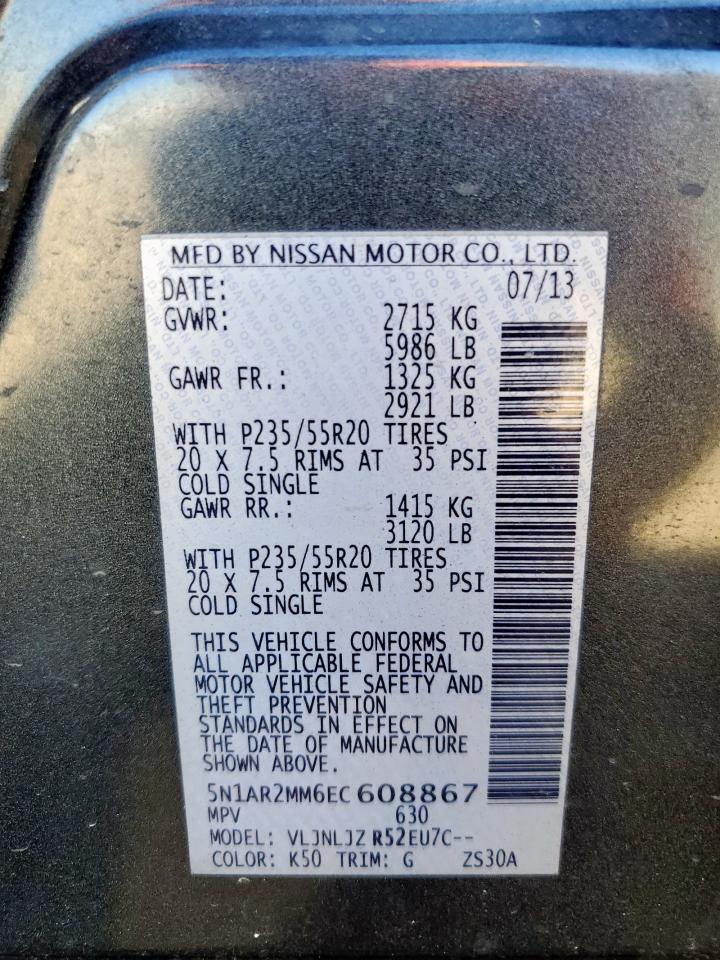 MFD BY NISSAN MOTOR CO., LTD.
DATE: 07/13
GVWR: 2715 KG
5986 LB
GAWR FR.: 1325 KG
2921 LB
WITH P235/55R20 TIRES
20 X 7.5 RIMS AT 35 PSI
COLD SINGLE
GAWR RR.: 1415 KG
3120 LB
WITH P235/55R20 TIRES
20 X 7.5 RIMS AT 35 PSI
COLD SINGLE
THIS VEHICLE CONFORMS TO
ALL APPLICABLE FEDERAL
MOTOR VEHICLE SAFETY AND
THEFT PREVENTION
STANDARDS IN EFFECT ON
THE DATE OF MANUFACTURE
SHOWN ABOVE.
5N1AR2MM6EC608867
MPV 630
MODEL: VLJNLJZ R52EU7C--
COLOR: K50 TRIM: G ZS30A